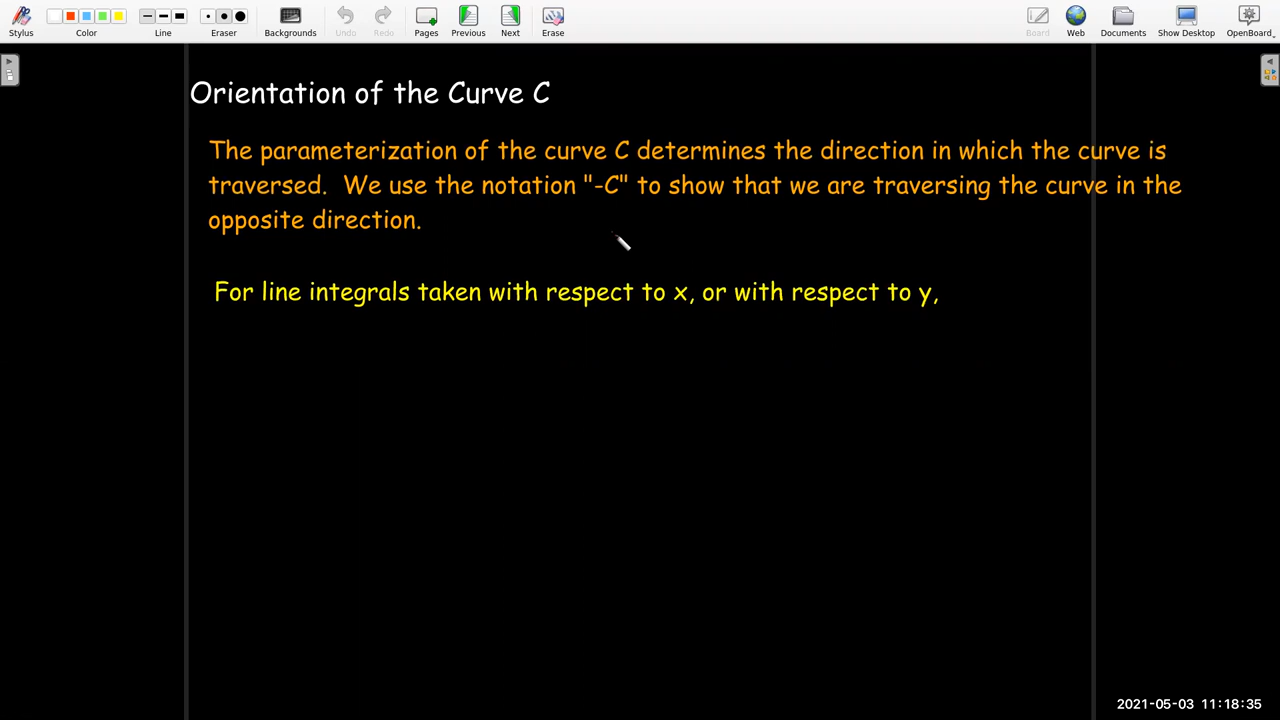 Stylus Color Line Eraser Backgrounds Undo Redo Pages Previous Next Erase Board Web Documents Show Desktop OpenBoard
Orientation of the Curve C
The parameterization of the curve C determines the direction in which the curve is
traversed.  We use the notation "-C" to show that we are traversing the curve in the
opposite direction.
For line integrals taken with respect to x, or with respect to y,
2021-05-03 11:18:35